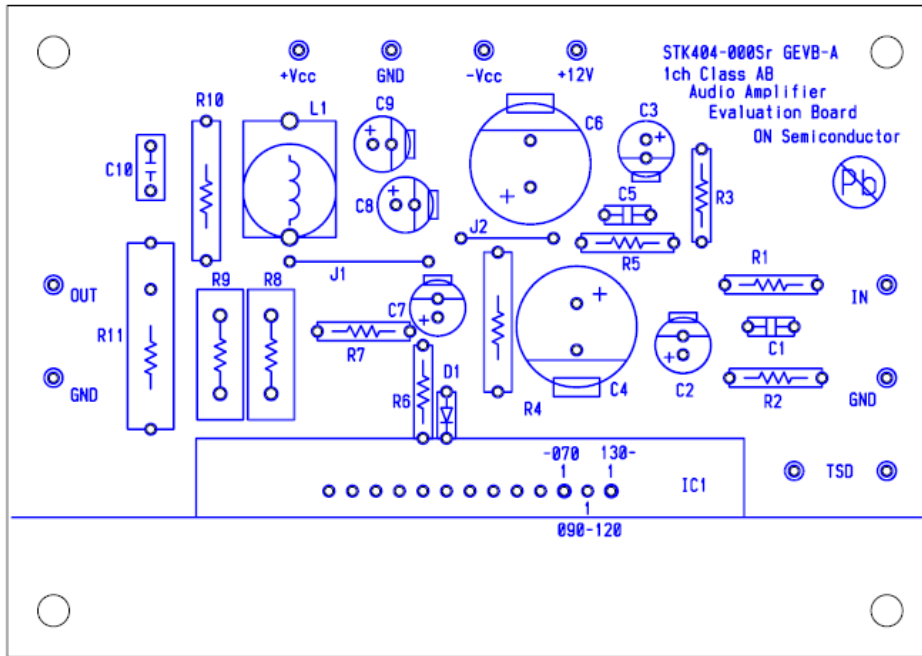 STK404-000Sr GEVB-A
1ch Class AB
Audio Amplifier
Evaluation Board
ON Semiconductor
+Vcc
GND
-Vcc
+12V
R10
L1
C9
C6
C3
C10
Pb
R3
C8
C5
J2
R5
J1
R1
OUT
R9
R8
C7
IN
R11
R7
C1
D1
GND
R6
R4
C4
C2
R2
GND
-070
130-
1
1
IC1
TSD
1
090-120